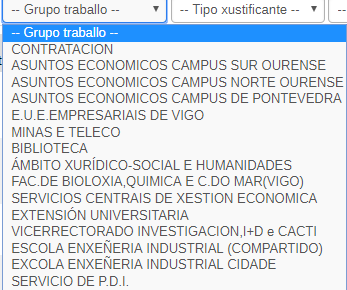 -- Grupo traballo -- -- Tipo xustificante -- --
-- Grupo traballo --
CONTRATACION
ASUNTOS ECONOMICOS CAMPUS SUR OURENSE
ASUNTOS ECONOMICOS CAMPUS NORTE OURENSE
ASUNTOS ECONOMICOS CAMPUS DE PONTEVEDRA
E.U.E.EMPRESARIAIS DE VIGO
MINAS E TELECO
BIBLIOTECA
ÁMBITO XURÍDICO-SOCIAL E HUMANIDADES
FAC.DE BIOLOXIA,QUIMICA E C.DO MAR(VIGO)
SERVICIOS CENTRAIS DE XESTION ECONOMICA
EXTENSIÓN UNIVERSITARIA
VICERRECTORADO INVESTIGACION,I+D e CACTI
ESCOLA ENXEÑERIA INDUSTRIAL (COMPARTIDO)
EXCOLA ENXEÑERIA INDUSTRIAL CIDADE
SERVICIO DE P.D.I.